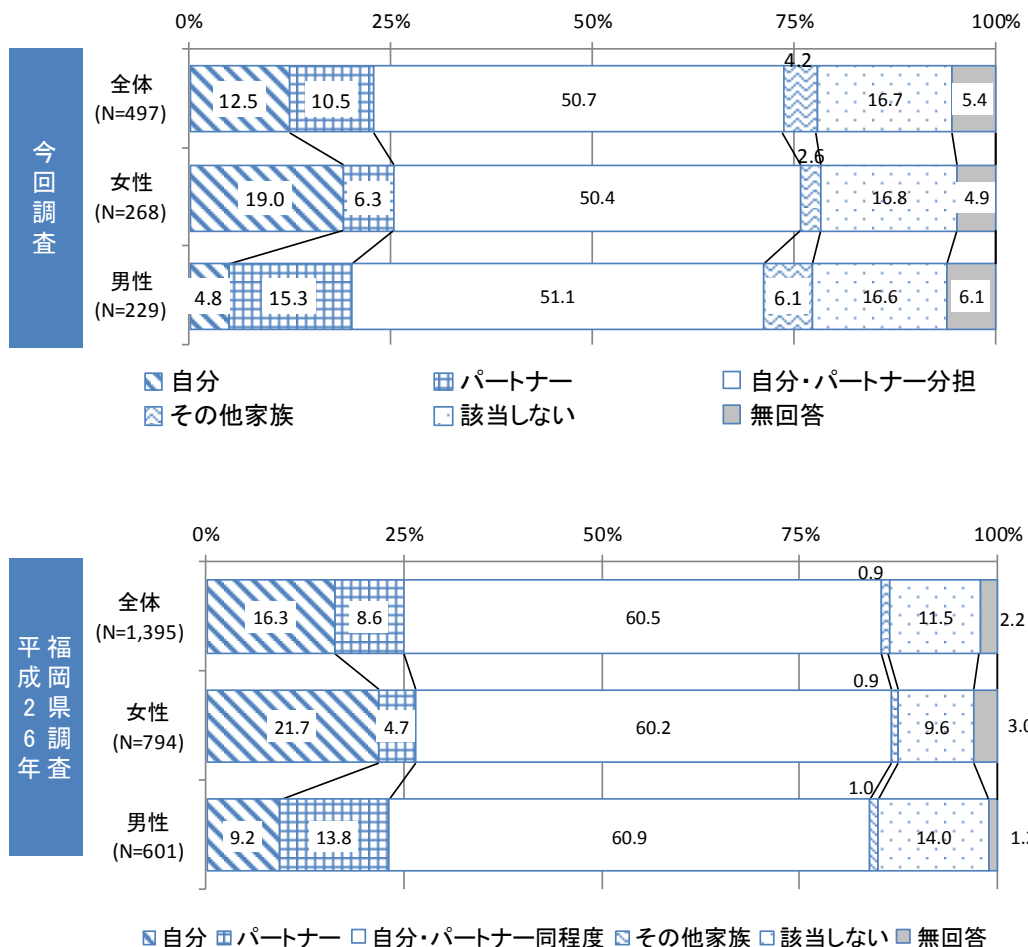 0% 25% 50% 75% 100%
今回調査
全体
(N=497)
12.5 10.5 50.7 4.2 16.7 5.4
女性
(N=268)
19.0 6.3 50.4 2.6 16.8 4.9
男性
(N=229)
4.8 15.3 51.1 6.1 16.6 6.1
自分 パートナー 自分・パートナー分担
その他家族 該当しない 無回答
0% 25% 50% 75% 100%
福岡県調査
平成26年
全体
(N=1,395)
16.3 8.6 60.5 0.9 11.5 2.2
女性
(N=794)
21.7 4.7 60.2 0.9 9.6 3.0
男性
(N=601)
9.2 13.8 60.9 1.0 14.0
自分 パートナー 自分・パートナー同程度 その他家族 該当しない 無回答